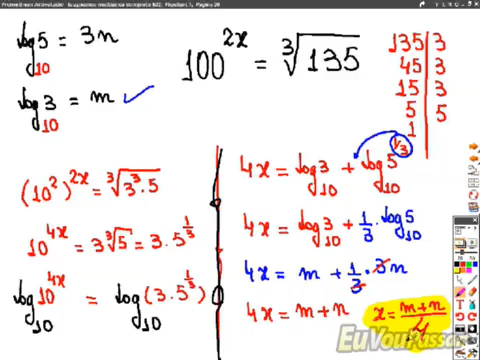 Prometheus
log₁₀ 5 = 3n
log₁₀ 3 = m ✓
100^(2x) = ∛135
135 | 3
45 | 3
15 | 3
5 | 5
1
(10²)^(2x) = ∛(3³·5)
10^(4x) = 3∛5 = 3·5^(1/3)
log₁₀ 10^(4x) = log₁₀ (3·5^(1/3))
4x = log₁₀ 3 + log₁₀ 5^(1/3)
4x = log₁₀ 3 + 1/3 · log₁₀ 5
4x = m + 1/3 · 3n
4x = m + n
x = (m+n)/4
EuVouPassar